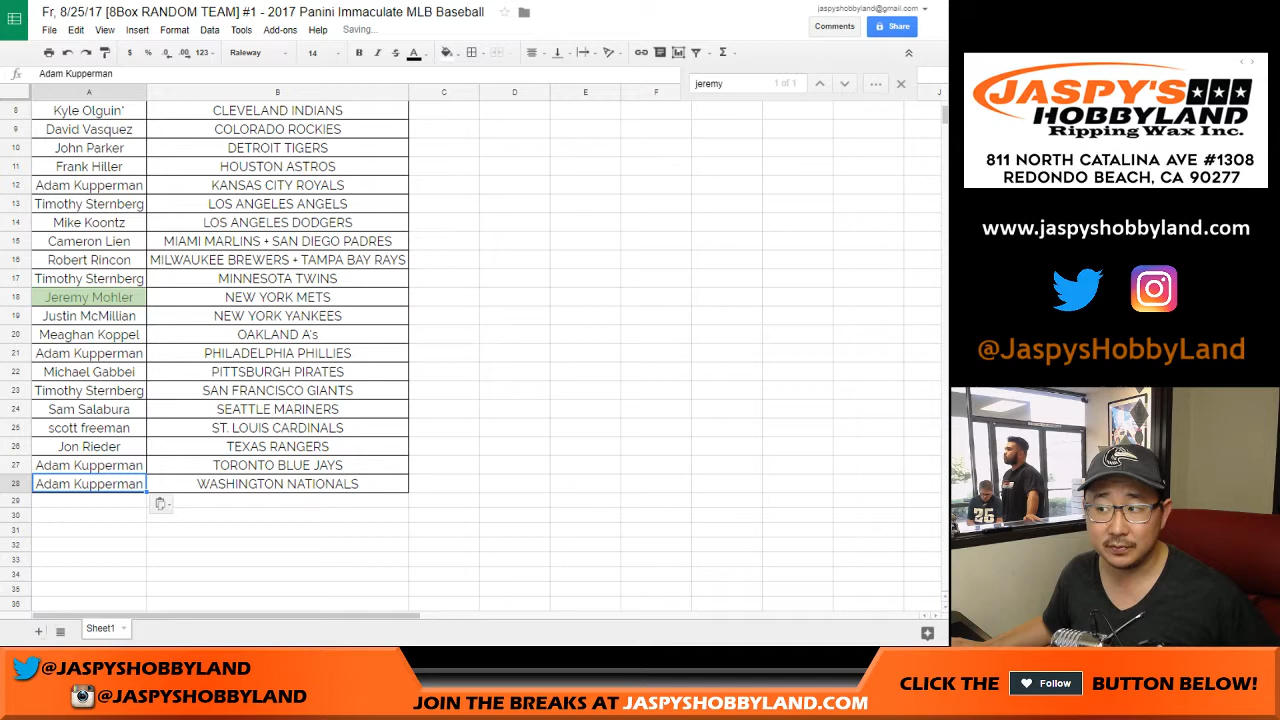 Fr, 8/25/17 [8Box RANDOM TEAM] #1 - 2017 Panini Immaculate MLB Baseball
jaspyshobbyland@gmail.com
File Edit View Insert Format Data Tools Add-ons Help Saving...
Comments
Share
$ % .0 .00 123 Raleway 14 B I S A
fx Adam Kupperman
jeremy 1 of 1
A B C D E F J
8 Kyle Olguin' CLEVELAND INDIANS
9 David Vasquez COLORADO ROCKIES
10 John Parker DETROIT TIGERS
11 Frank Hiller HOUSTON ASTROS
12 Adam Kupperman KANSAS CITY ROYALS
13 Timothy Sternberg LOS ANGELES ANGELS
14 Mike Koontz LOS ANGELES DODGERS
15 Cameron Lien MIAMI MARLINS + SAN DIEGO PADRES
16 Robert Rincon MILWAUKEE BREWERS + TAMPA BAY RAYS
17 Timothy Sternberg MINNESOTA TWINS
18 Jeremy Mohler NEW YORK METS
19 Justin McMillian NEW YORK YANKEES
20 Meaghan Koppel OAKLAND A's
21 Adam Kupperman PHILADELPHIA PHILLIES
22 Michael Gabbei PITTSBURGH PIRATES
23 Timothy Sternberg SAN FRANCISCO GIANTS
24 Sam Salabura SEATTLE MARINERS
25 scott freeman ST. LOUIS CARDINALS
26 Jon Rieder TEXAS RANGERS
27 Adam Kupperman TORONTO BLUE JAYS
28 Adam Kupperman WASHINGTON NATIONALS
29
30
31
32
33
34
35
36
Sheet1
JASPY'S
HOBBYLAND
Ripping Wax Inc.
811 NORTH CATALINA AVE #1308
REDONDO BEACH, CA 90277
www.jaspyshobbyland.com
@JaspysHobbyLand
25
@JASPYSHOBBYLAND
@JASPYSHOBBYLAND
JOIN THE BREAKS AT JASPYSHOBBYLAND.COM
CLICK THE Follow BUTTON BELOW!